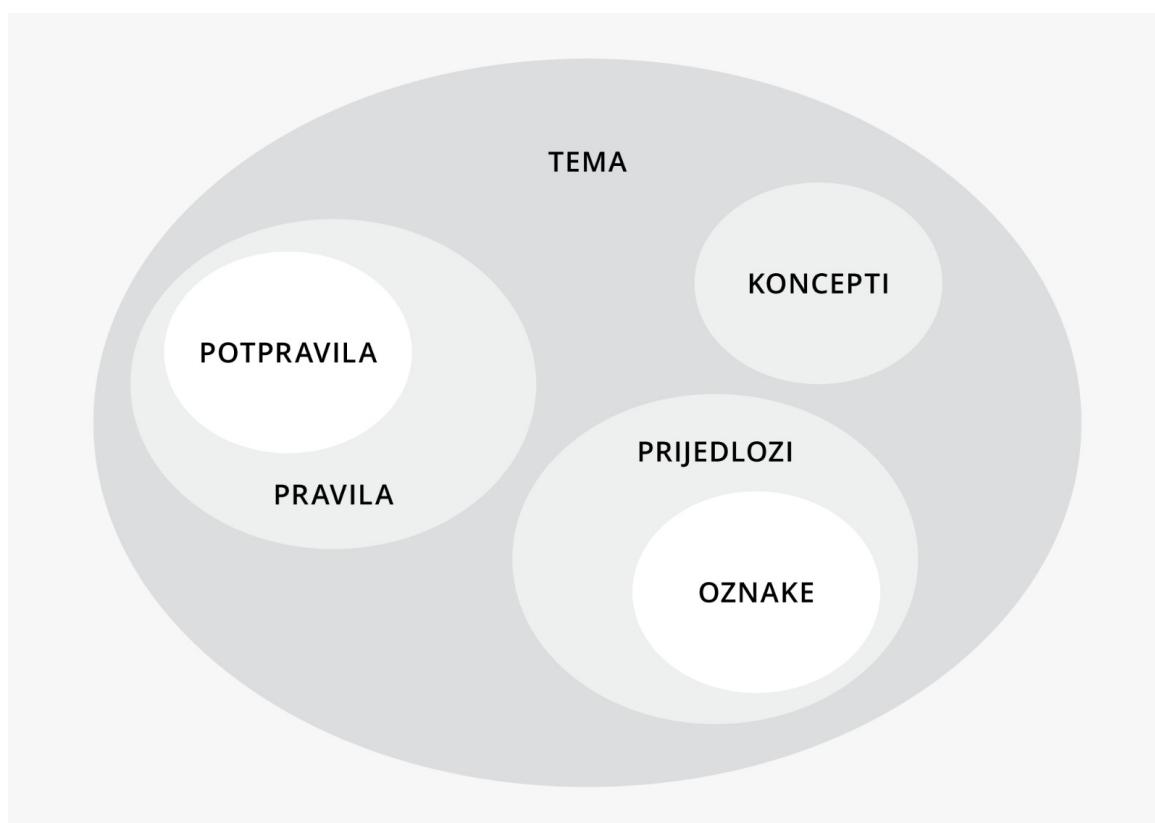 TEMA
KONCEPTI
POTPRAVILA
PRIJEDLOZI
PRAVILA
OZNAKE